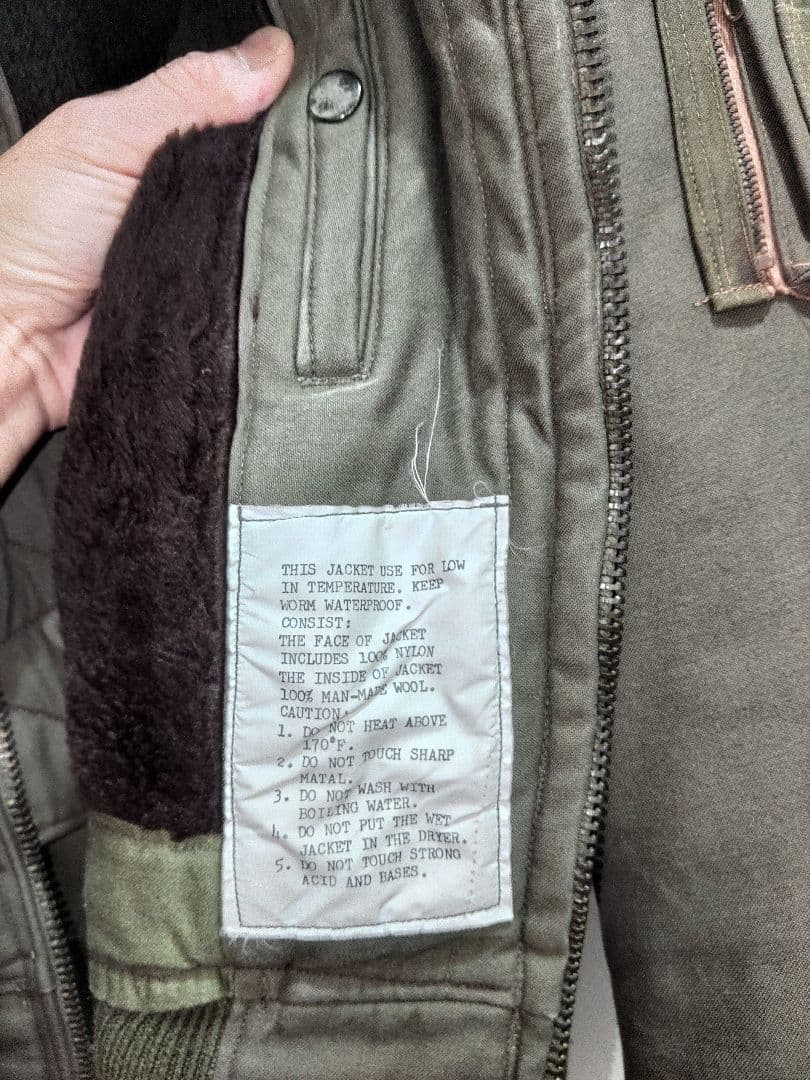 THIS JACKET USE FOR LOW
IN TEMPERATURE. KEEP
WORM WATERPROOF.
CONSIST:
THE FACE OF JACKET
INCLUDES 100% NYLON
THE INSIDE OF JACKET
100% MAN-MADE WOOL.
CAUTION:
1. DO NOT HEAT ABOVE
170°F.
2. DO NOT TOUCH SHARP
MATAL.
3. DO NOT WASH WITH
BOILING WATER.
4. DO NOT PUT THE WET
JACKET IN THE DRYER.
5. DO NOT TOUCH STRONG
ACID AND BASES.